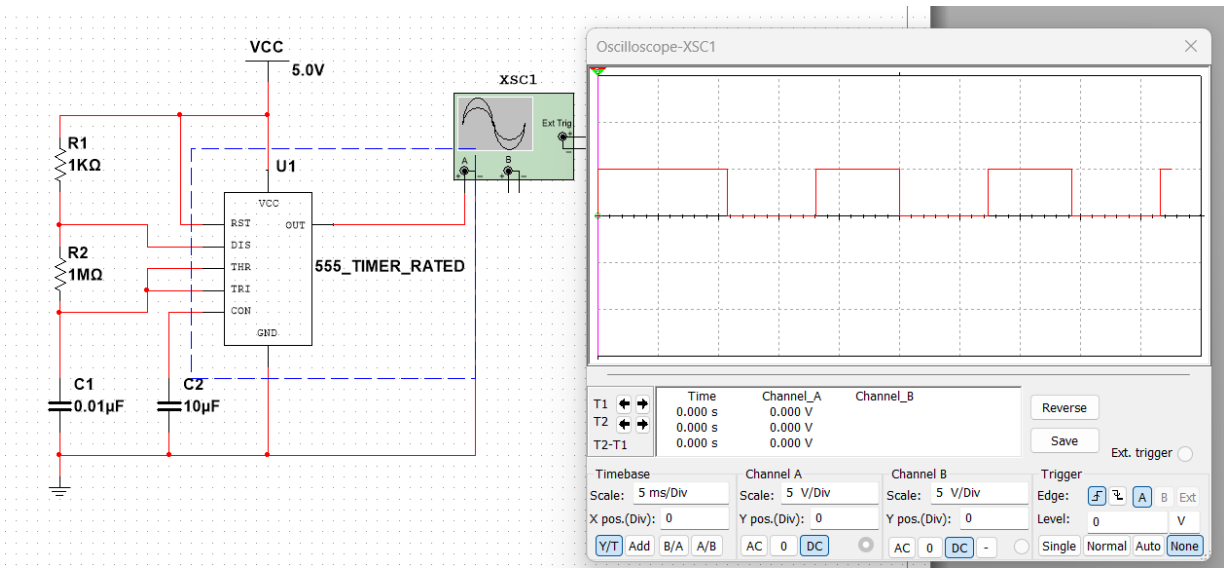 VCC
5.0V
XSC1
Ext Trig
+
-
A
B
+ -
+ -
R1
1KΩ
U1
VCC
RST
OUT
DIS
THR
TRI
CON
GND
555_TIMER_RATED
R2
1MΩ
C1
0.01µF
C2
10µF
Oscilloscope-XSC1
Time Channel_A Channel_B
T1 0.000 s 0.000 V
T2 0.000 s 0.000 V
T2-T1 0.000 s 0.000 V
Reverse
Save
Ext. trigger
Timebase
Scale: 5 ms/Div
X pos.(Div): 0
Y/T Add B/A A/B
Channel A
Scale: 5 V/Div
Y pos.(Div): 0
AC 0 DC
Channel B
Scale: 5 V/Div
Y pos.(Div): 0
AC 0 DC -
Trigger
Edge: A B Ext
Level: 0 V
Single Normal Auto None